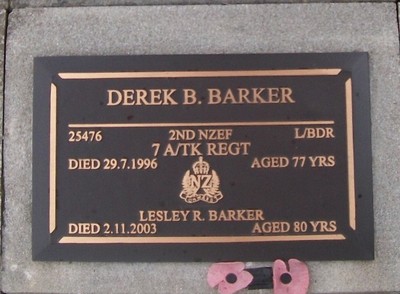 DEREK B. BARKER
25476 2ND NZEF L/BDR
7 A/TK REGT
DIED 29.7.1996 AGED 77 YRS
NZ
LESLEY R. BARKER
DIED 2.11.2003 AGED 80 YRS